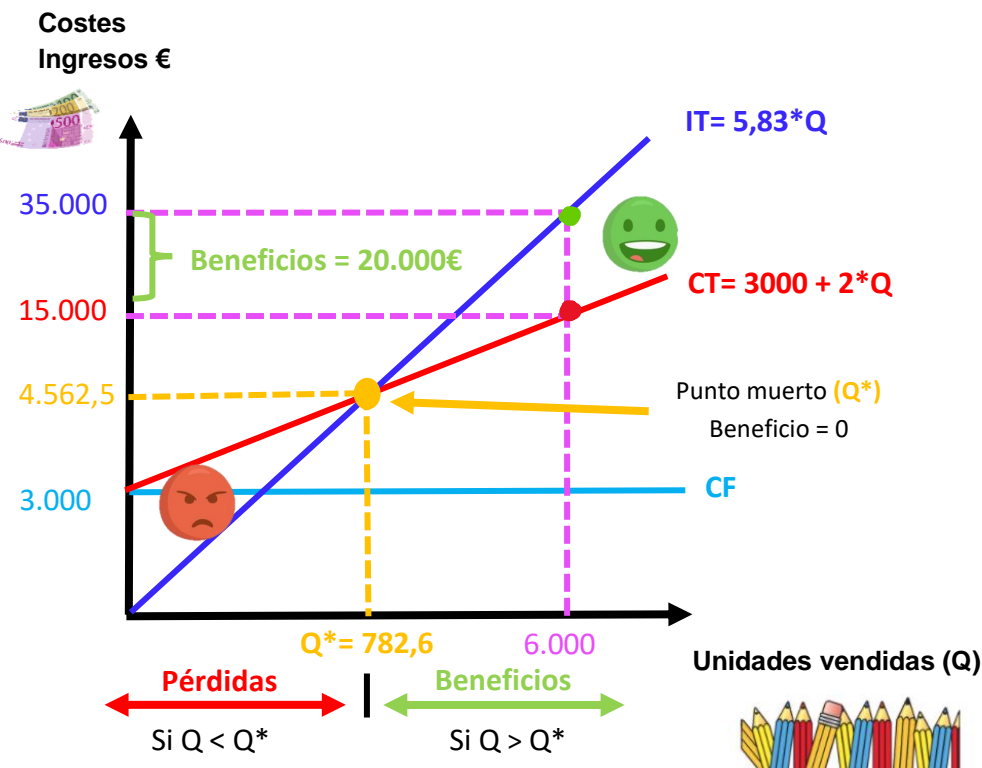 Costes
Ingresos €
IT= 5,83*Q
35.000
Beneficios = 20.000€
CT= 3000 + 2*Q
15.000
4.562,5
Punto muerto (Q*)
Beneficio = 0
3.000
CF
Q*= 782,6
6.000
Unidades vendidas (Q)
Pérdidas
Beneficios
Si Q < Q*
Si Q > Q*